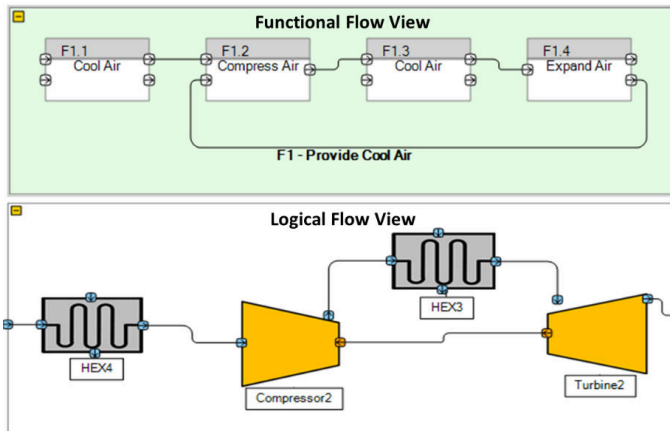 Functional Flow View
F1.1
Cool Air
F1.2
Compress Air
F1.3
Cool Air
F1.4
Expand Air
F1 - Provide Cool Air
Logical Flow View
HEX3
HEX4
Compressor2
Turbine2